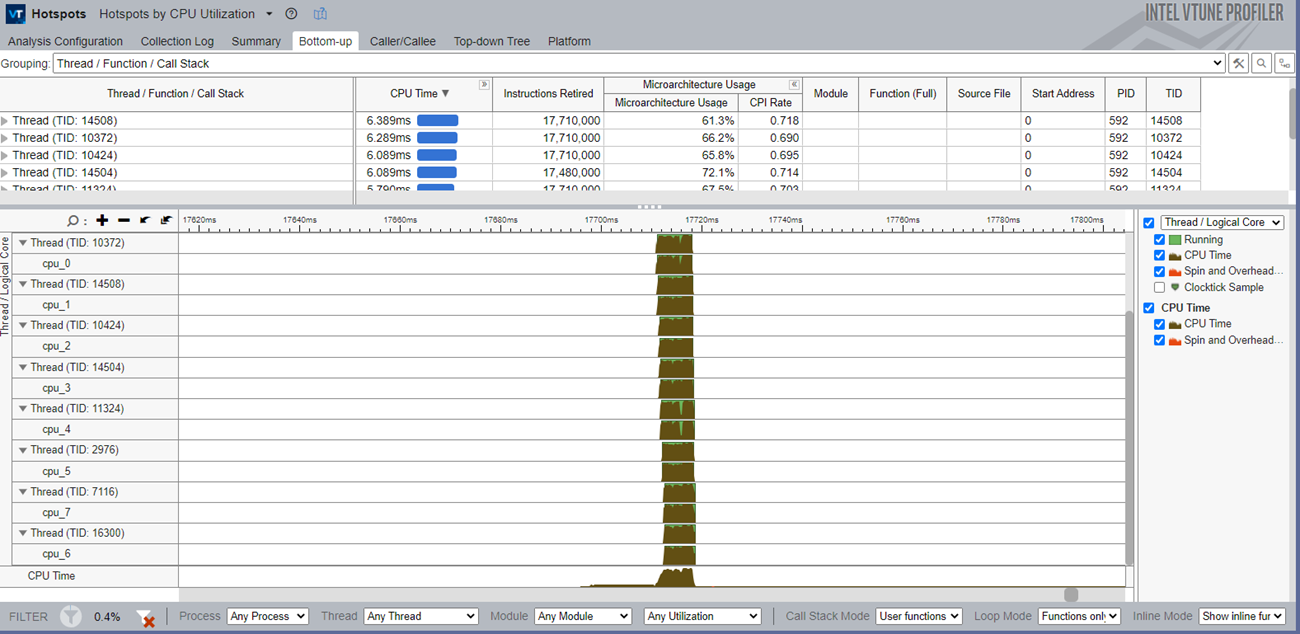 VT Hotspots Hotspots by CPU Utilization INTEL VTUNE PROFILER
Analysis Configuration Collection Log Summary Bottom-up Caller/Callee Top-down Tree Platform
Grouping: Thread / Function / Call Stack
Thread / Function / Call Stack CPU Time Instructions Retired Microarchitecture Usage Module Function (Full) Source File Start Address PID TID
Microarchitecture Usage CPI Rate
Thread (TID: 14508) 6.389ms 17,710,000 61.3% 0.718 0 592 14508
Thread (TID: 10372) 6.289ms 17,710,000 66.2% 0.690 0 592 10372
Thread (TID: 10424) 6.089ms 17,710,000 65.8% 0.695 0 592 10424
Thread (TID: 14504) 6.089ms 17,480,000 72.1% 0.714 0 592 14504
Thread (TID: 11324) 5.790ms 17,710,000 67.5% 0.703 0 592 11324
17620ms 17640ms 17660ms 17680ms 17700ms 17720ms 17740ms 17760ms 17780ms 17800ms
Thread / Logical Core
Thread (TID: 10372)
cpu_0
Thread (TID: 14508)
cpu_1
Thread (TID: 10424)
cpu_2
Thread (TID: 14504)
cpu_3
Thread (TID: 11324)
cpu_4
Thread (TID: 2976)
cpu_5
Thread (TID: 7116)
cpu_7
Thread (TID: 16300)
cpu_6
CPU Time
Thread / Logical Core
Running
CPU Time
Spin and Overhead...
Clocktick Sample
CPU Time
CPU Time
Spin and Overhead...
FILTER 0.4% Process Any Process Thread Any Thread Module Any Module Any Utilization Call Stack Mode User functions Loop Mode Functions only Inline Mode Show inline fur